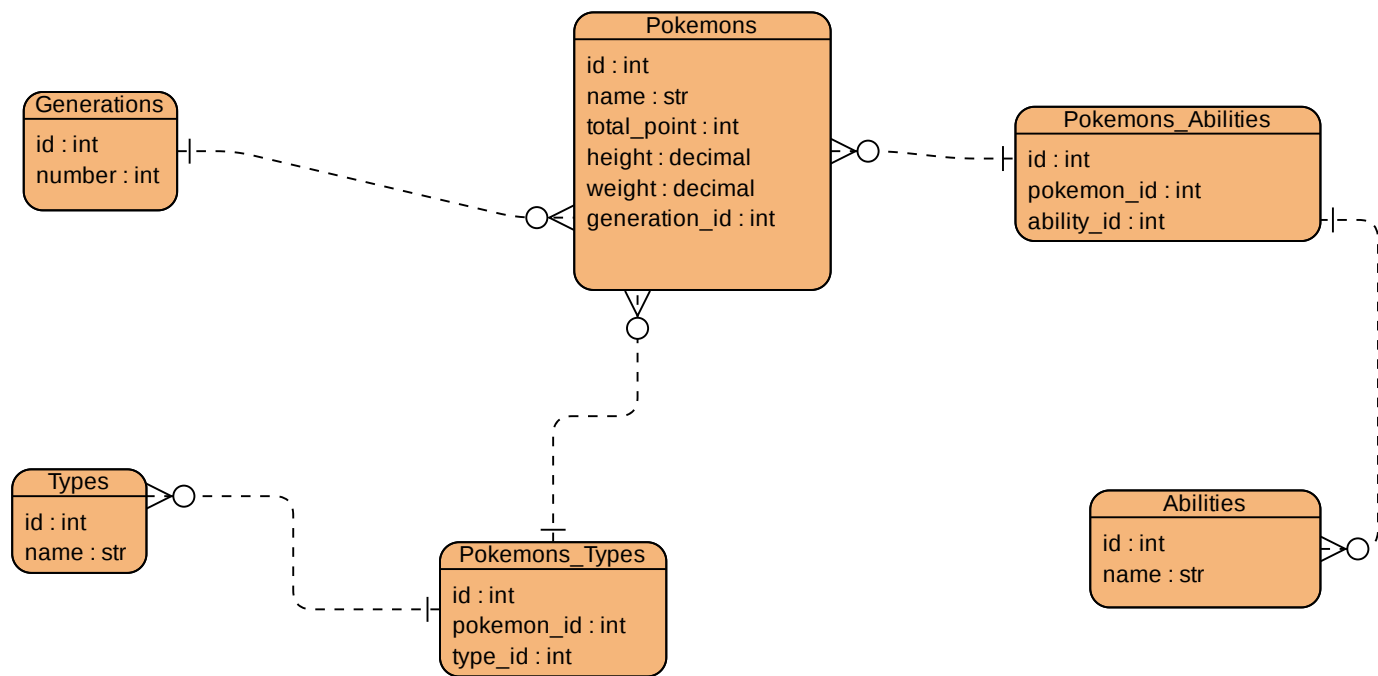 Pokemons
id : int
name : str
total_point : int
height : decimal
weight : decimal
generation_id : int
Generations
id : int
number : int
Pokemons_Abilities
id : int
pokemon_id : int
ability_id : int
Types
id : int
name : str
Pokemons_Types
id : int
pokemon_id : int
type_id : int
Abilities
id : int
name : str